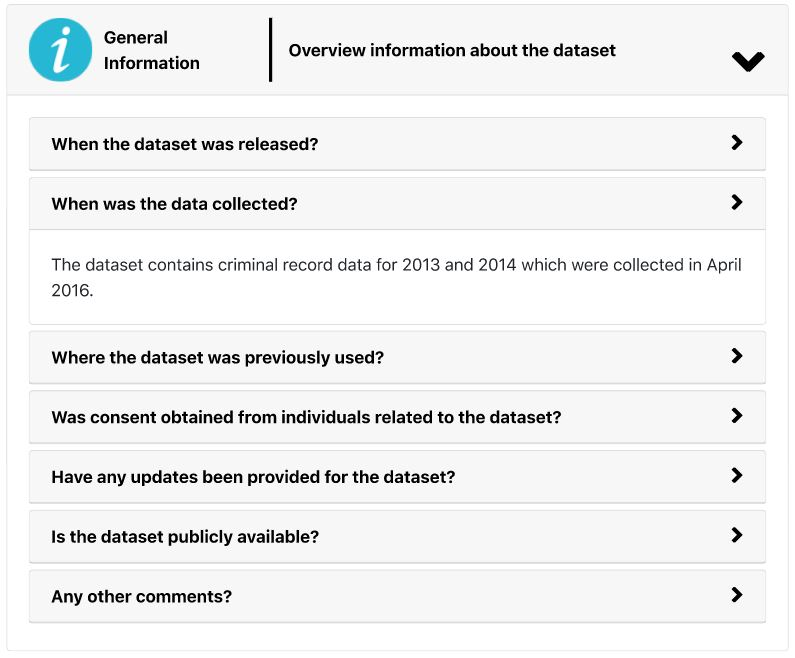 General
Information
Overview information about the dataset
When the dataset was released?
When was the data collected?
The dataset contains criminal record data for 2013 and 2014 which were collected in April
2016.
Where the dataset was previously used?
Was consent obtained from individuals related to the dataset?
Have any updates been provided for the dataset?
Is the dataset publicly available?
Any other comments?